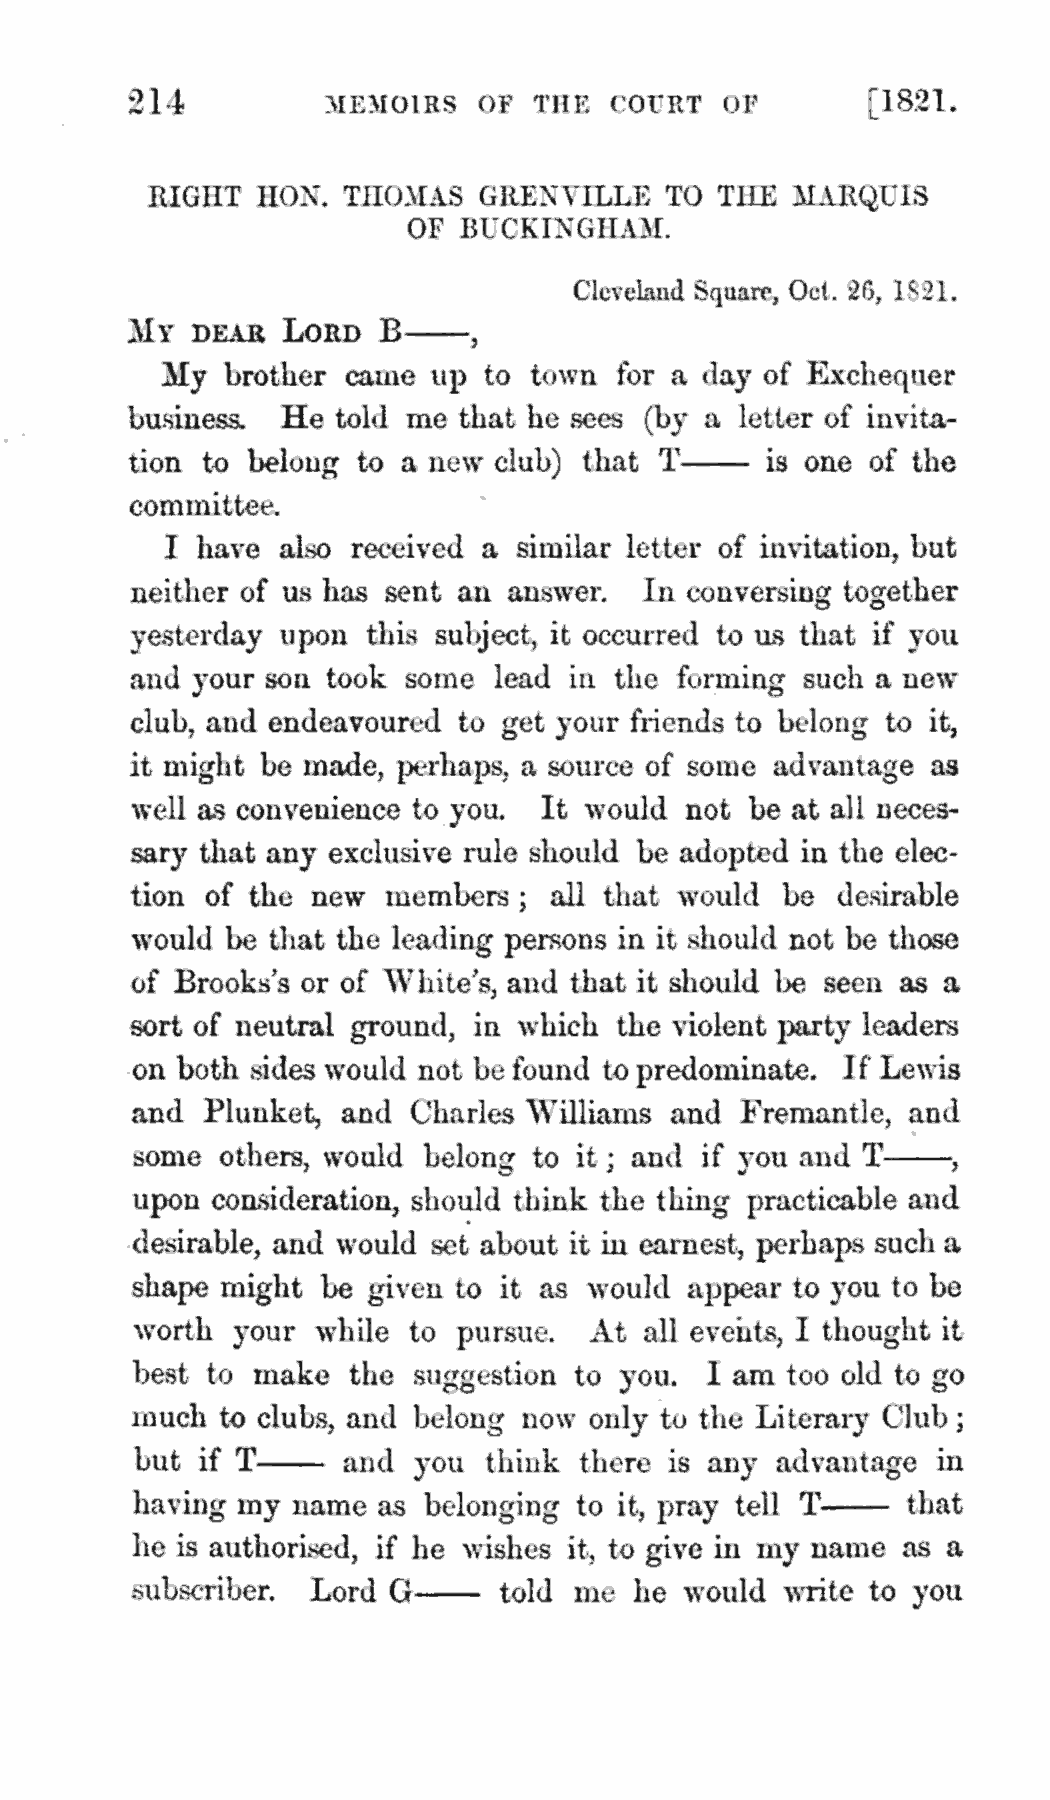 214 MEMOIRS OF THE COURT OF [1821.
RIGHT HON. THOMAS GRENVILLE TO THE MARQUIS
OF BUCKINGHAM.
Cleveland Square, Oct. 26, 1821.
MY DEAR LORD B——,
My brother came up to town for a day of Exchequer
business. He told me that he sees (by a letter of invita-
tion to belong to a new club) that T—— is one of the
committee.
I have also received a similar letter of invitation, but
neither of us has sent an answer. In conversing together
yesterday upon this subject, it occurred to us that if you
and your son took some lead in the forming such a new
club, and endeavoured to get your friends to belong to it,
it might be made, perhaps, a source of some advantage as
well as convenience to you. It would not be at all neces-
sary that any exclusive rule should be adopted in the elec-
tion of the new members; all that would be desirable
would be that the leading persons in it should not be those
of Brooks's or of White's, and that it should be seen as a
sort of neutral ground, in which the violent party leaders
on both sides would not be found to predominate. If Lewis
and Plunket, and Charles Williams and Fremantle, and
some others, would belong to it; and if you and T——,
upon consideration, should think the thing practicable and
desirable, and would set about it in earnest, perhaps such a
shape might be given to it as would appear to you to be
worth your while to pursue. At all events, I thought it
best to make the suggestion to you. I am too old to go
much to clubs, and belong now only to the Literary Club;
but if T—— and you think there is any advantage in
having my name as belonging to it, pray tell T—— that
he is authorised, if he wishes it, to give in my name as a
subscriber. Lord G—— told me he would write to you